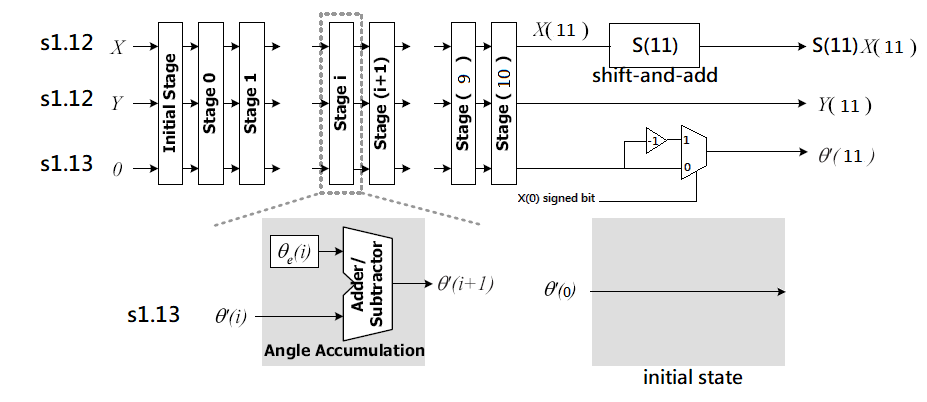 s1.12 X
s1.12 Y
s1.13 0
Initial Stage
Stage 0
Stage 1
Stage i
Stage (i+1)
Stage ( 9 )
Stage ( 10 )
X( 11 )
S(11)
shift-and-add
S(11) X( 11 )
Y( 11 )
-1
1
0
θ'( 11 )
X(0) signed bit
θe(i)
Adder/
Subtractor
θ'(i+1)
s1.13 θ'(i)
Angle Accumulation
θ'(0)
initial state